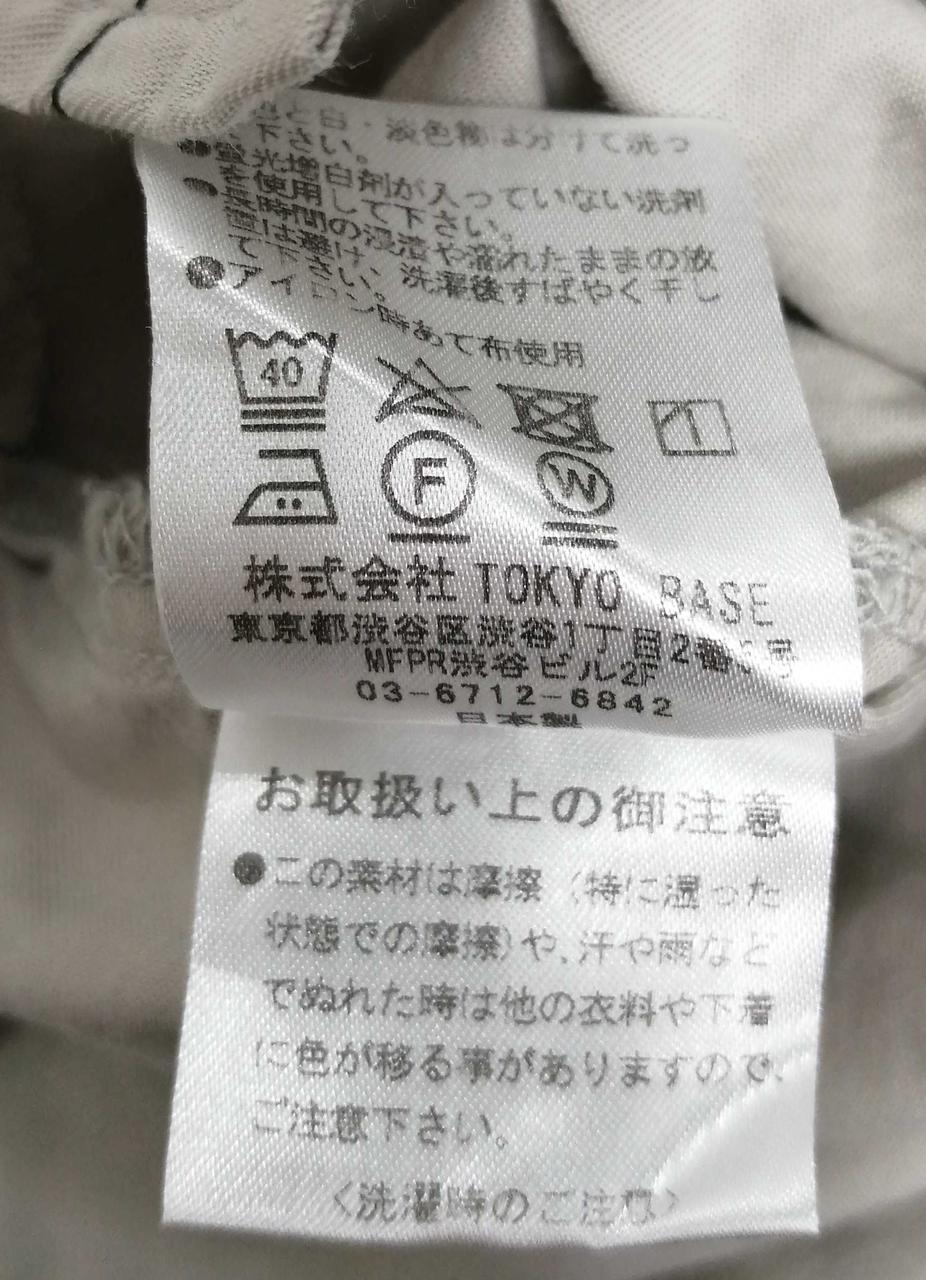 と白・淡色物は分けて洗っ
下さい。
蛍光増白剤が入っていない洗剤
を使用して下さい。
長時間の浸漬や濡れたままの放
置は避け、洗濯後すばやく干し
て下さい。
●アイロン時あて布使用
40
F
W
株式会社 TOKYO BASE
東京都渋谷区渋谷1丁目2番 号
MFPR渋谷ビル2F
03-6712-6842
日本製
お取扱い上の御注意
●この素材は摩擦(特に湿った
状態での摩擦)や、汗や雨など
でぬれた時は他の衣料や下着
に色が移る事がありますので、
ご注意下さい。
〈洗濯時のご注意〉